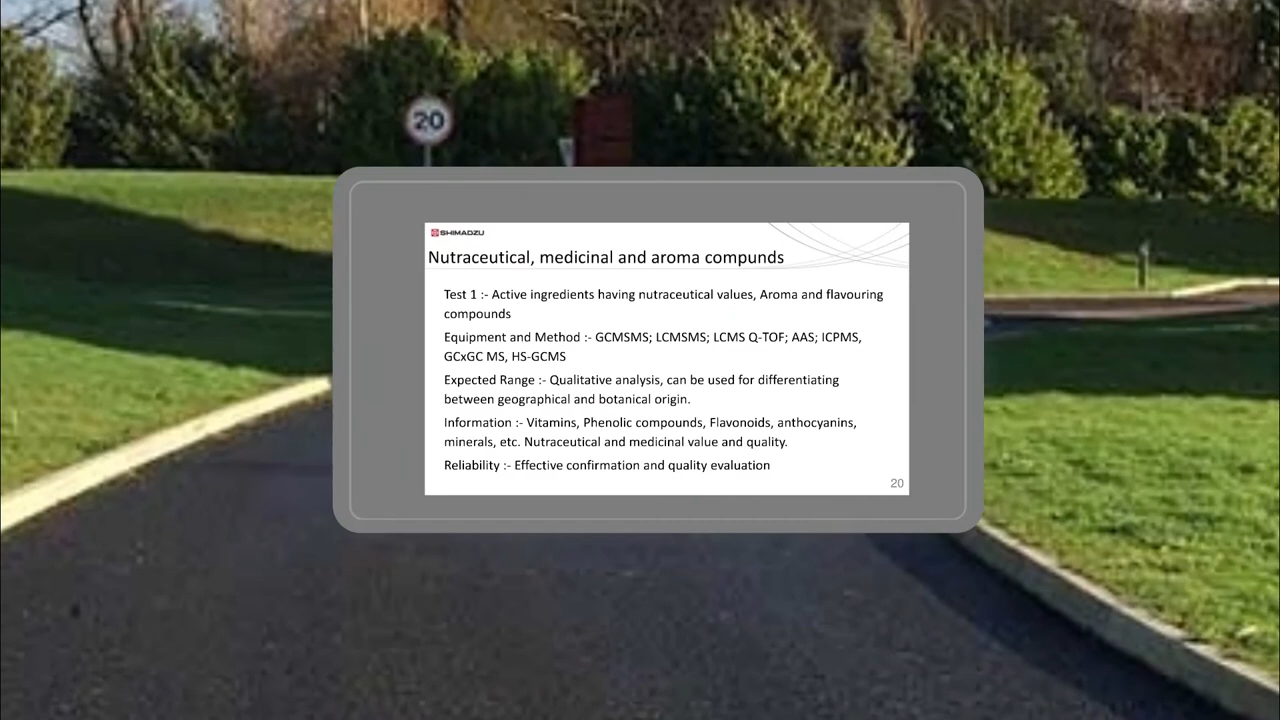 20
SHIMADZU
Nutraceutical, medicinal and aroma compunds
Test 1 :- Active ingredients having nutraceutical values, Aroma and flavouring
compounds
Equipment and Method :- GCMSMS; LCMSMS; LCMS Q-TOF; AAS; ICPMS,
GCxGC MS, HS-GCMS
Expected Range :- Qualitative analysis, can be used for differentiating
between geographical and botanical origin.
Information :- Vitamins, Phenolic compounds, Flavonoids, anthocyanins,
minerals, etc. Nutraceutical and medicinal value and quality.
Reliability :- Effective confirmation and quality evaluation
20